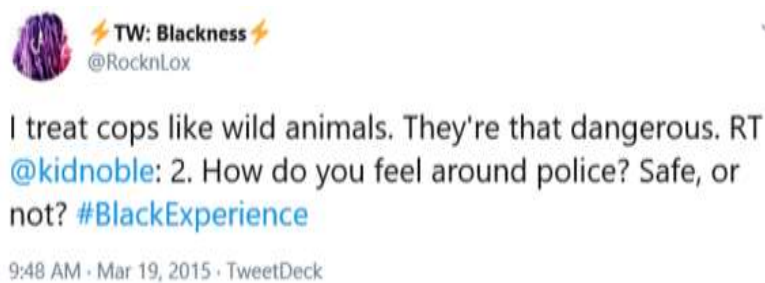 ⚡TW: Blackness⚡
@RocknLox
I treat cops like wild animals. They're that dangerous. RT
@kidnoble: 2. How do you feel around police? Safe, or
not? #BlackExperience
9:48 AM · Mar 19, 2015 · TweetDeck